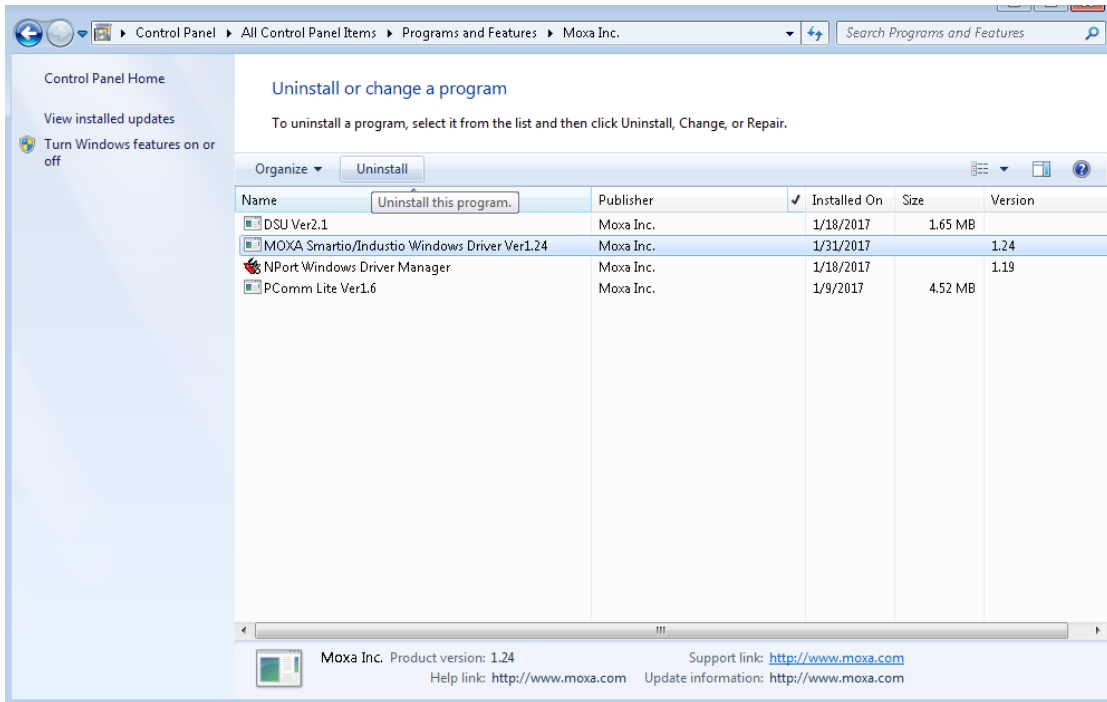 Control Panel ▸ All Control Panel Items ▸ Programs and Features ▸ Moxa Inc. Search Programs and Features
Control Panel Home
View installed updates
Turn Windows features on or
off
Uninstall or change a program
To uninstall a program, select it from the list and then click Uninstall, Change, or Repair.
Organize Uninstall
Uninstall this program.
Name Publisher Installed On Size Version
DSU Ver2.1 Moxa Inc. 1/18/2017 1.65 MB
MOXA Smartio/Industio Windows Driver Ver1.24 Moxa Inc. 1/31/2017 1.24
NPort Windows Driver Manager Moxa Inc. 1/18/2017 1.19
PComm Lite Ver1.6 Moxa Inc. 1/9/2017 4.52 MB
Moxa Inc. Product version: 1.24 Support link: http://www.moxa.com
Help link: http://www.moxa.com Update information: http://www.moxa.com